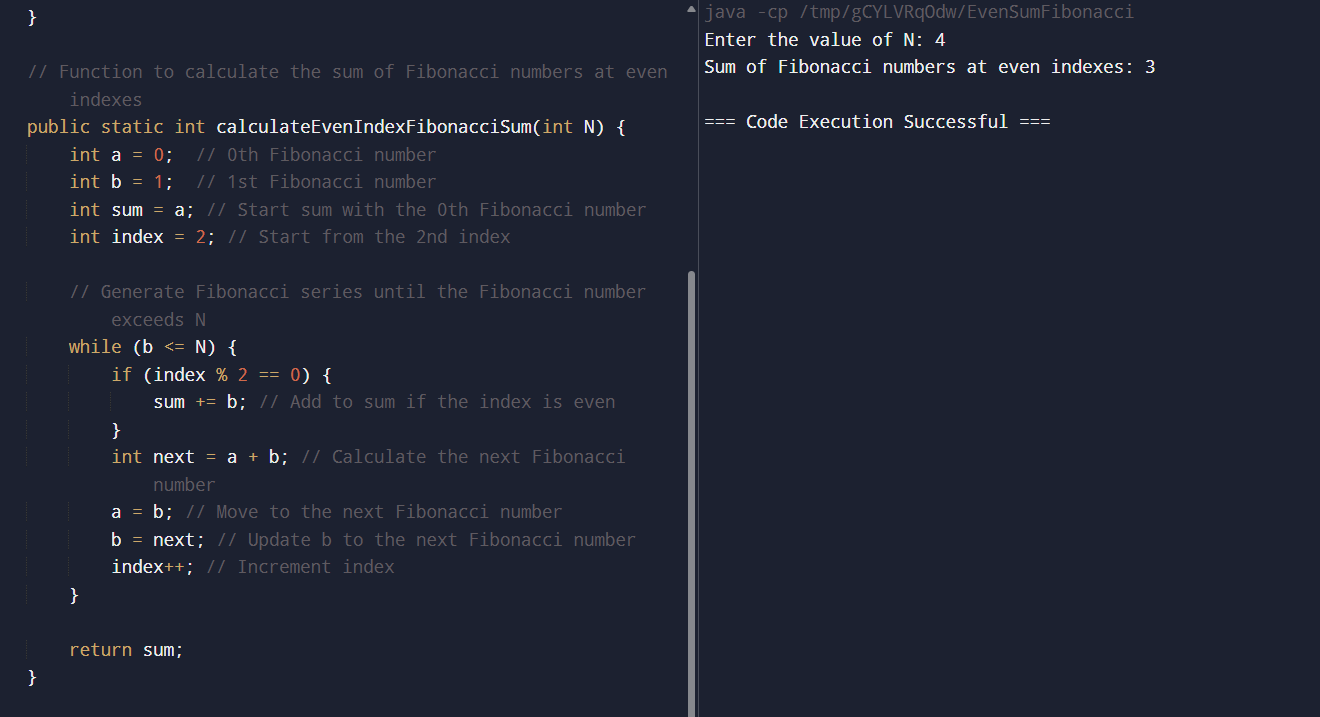 }
// Function to calculate the sum of Fibonacci numbers at even
indexes
public static int calculateEvenIndexFibonacciSum(int N) {
int a = 0;  // 0th Fibonacci number
int b = 1;  // 1st Fibonacci number
int sum = a; // Start sum with the 0th Fibonacci number
int index = 2; // Start from the 2nd index
// Generate Fibonacci series until the Fibonacci number
exceeds N
while (b <= N) {
if (index % 2 == 0) {
sum += b; // Add to sum if the index is even
}
int next = a + b; // Calculate the next Fibonacci
number
a = b; // Move to the next Fibonacci number
b = next; // Update b to the next Fibonacci number
index++; // Increment index
}
return sum;
}
java -cp /tmp/gCYLVRqOdw/EvenSumFibonacci
Enter the value of N: 4
Sum of Fibonacci numbers at even indexes: 3
=== Code Execution Successful ===